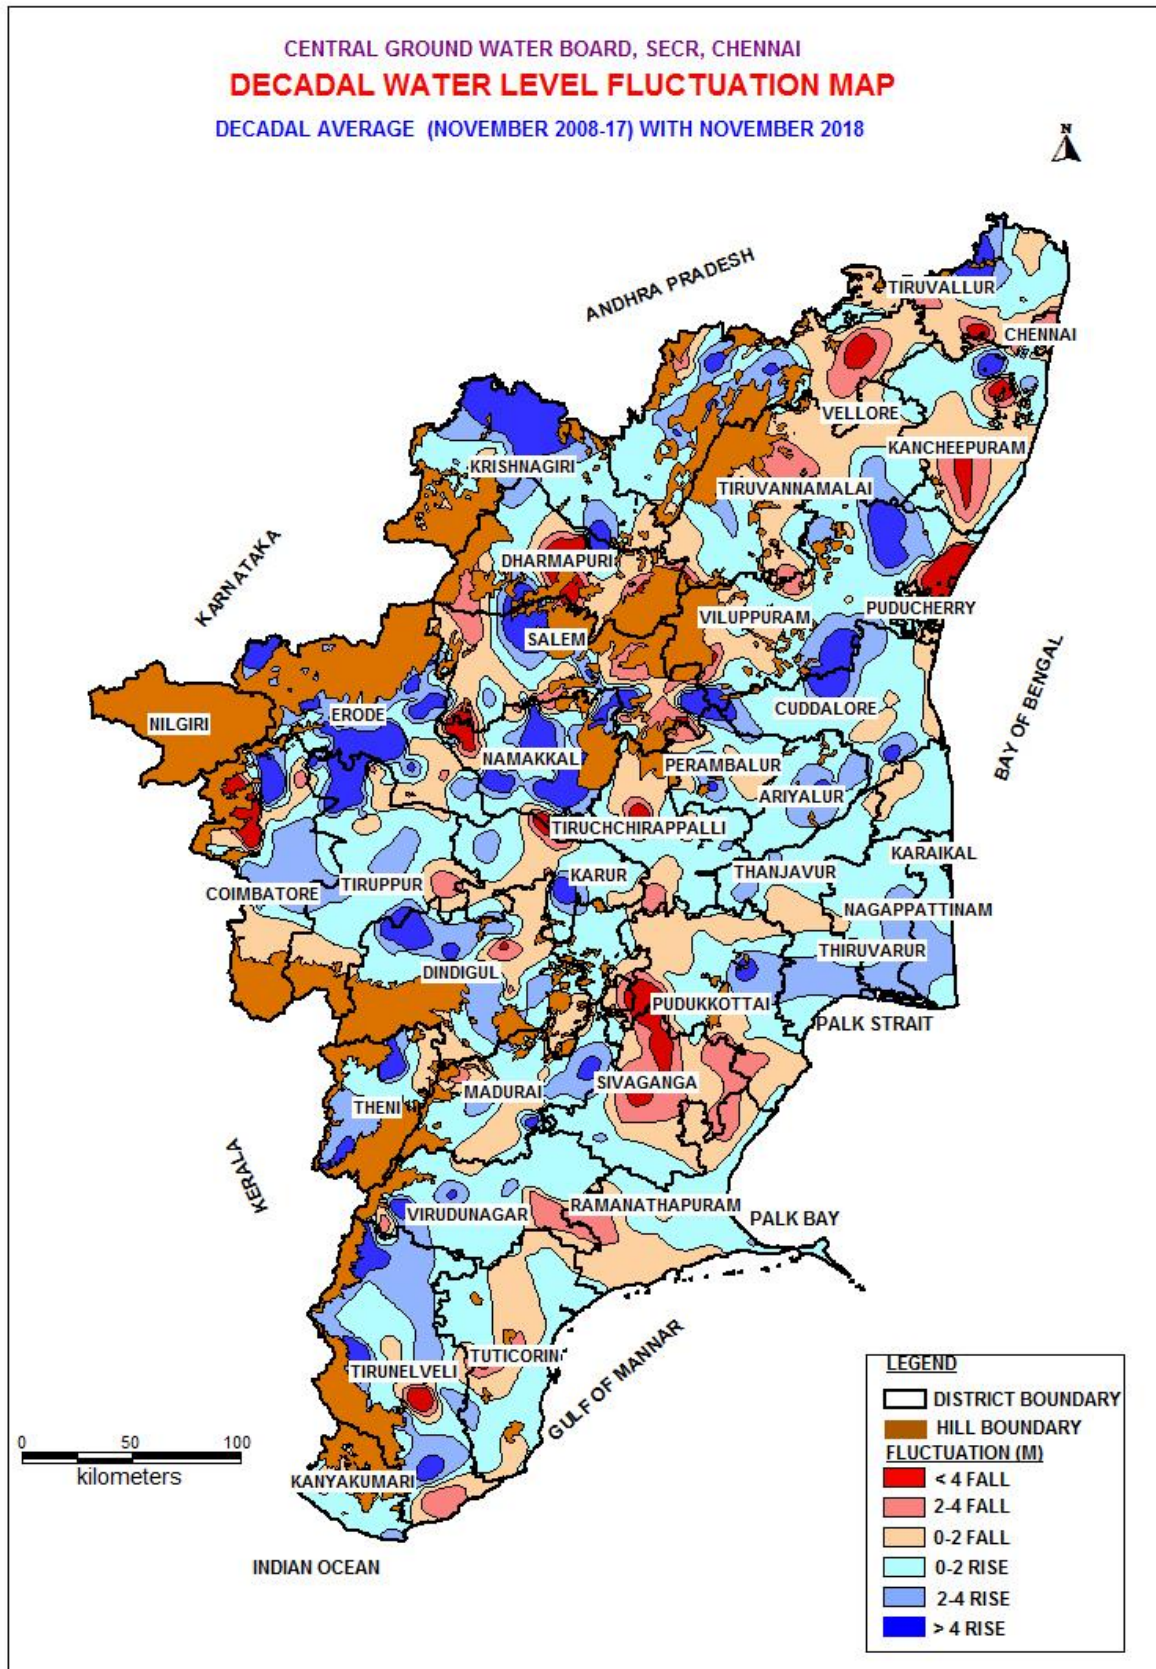 CENTRAL GROUND WATER BOARD, SECR, CHENNAI
DECADAL WATER LEVEL FLUCTUATION MAP
DECADAL AVERAGE (NOVEMBER 2008-17) WITH NOVEMBER 2018
N
ANDHRA PRADESH
TIRUVALLUR
CHENNAI
VELLORE
KANCHEEPURAM
KRISHNAGIRI
TIRUVANNAMALAI
KARNATAKA
DHARMAPURI
PUDUCHERRY
VILUPPURAM
SALEM
BAY OF BENGAL
CUDDALORE
ERODE
NILGIRI
NAMAKKAL
PERAMBALUR
ARIYALUR
TIRUCHCHIRAPPALLI
KARAIKAL
KARUR
THANJAVUR
TIRUPPUR
COIMBATORE
NAGAPPATTINAM
THIRUVARUR
DINDIGUL
PUDUKKOTTAI
PALK STRAIT
SIVAGANGA
MADURAI
THENI
KERALA
RAMANATHAPURAM
VIRUDUNAGAR
PALK BAY
TUTICORIN
TIRUNELVELI
GULF OF MANNAR
KANYAKUMARI
INDIAN OCEAN
0 50 100
kilometers
LEGEND
DISTRICT BOUNDARY
HILL BOUNDARY
FLUCTUATION (M)
< 4 FALL
2-4 FALL
0-2 FALL
0-2 RISE
2-4 RISE
> 4 RISE